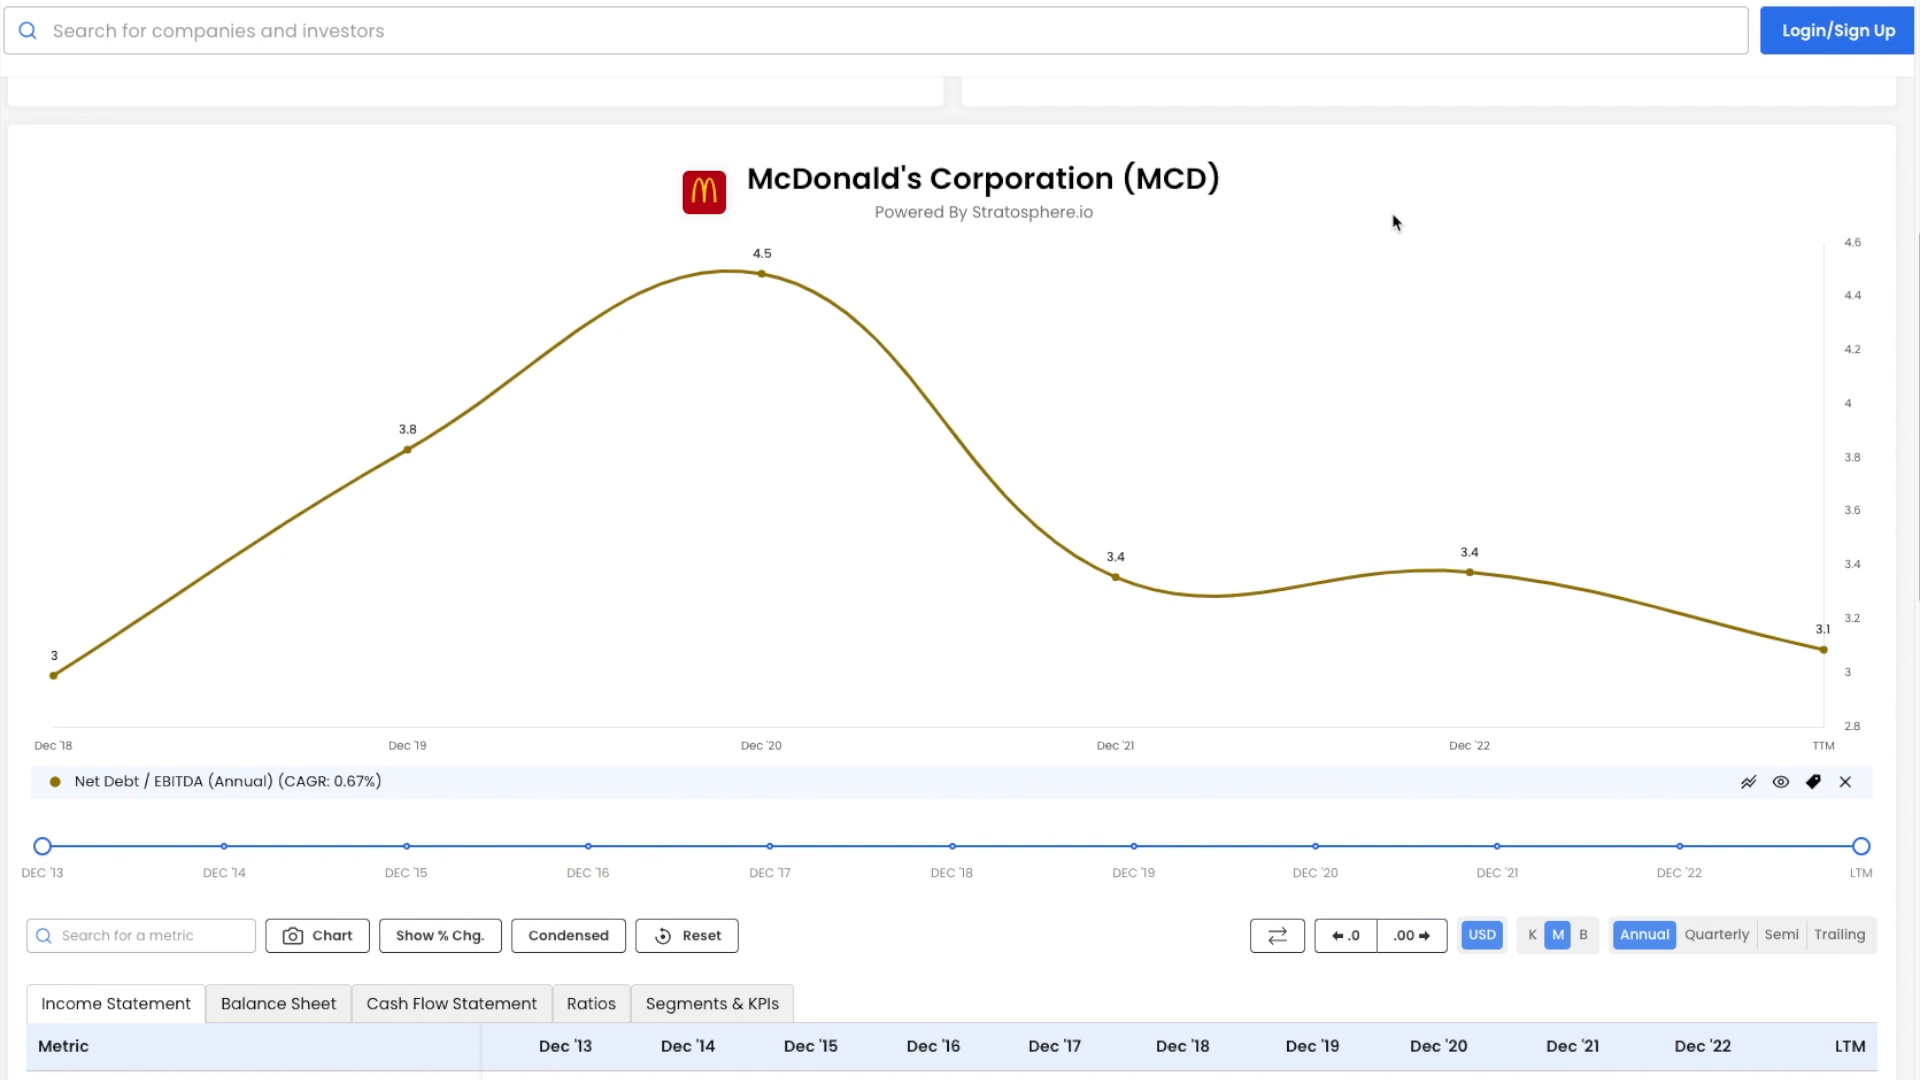 Search for companies and investors
Login/Sign Up
McDonald's Corporation (MCD)
Powered By Stratosphere.io
4.6
4.4
4.2
4
3.8
3.6
3.4
3.2
3
2.8
3
3.8
4.5
3.4
3.4
3.1
Dec '18 Dec '19 Dec '20 Dec '21 Dec '22 TTM
Net Debt / EBITDA (Annual) (CAGR: 0.67%)
DEC '13 DEC '14 DEC '15 DEC '16 DEC '17 DEC '18 DEC '19 DEC '20 DEC '21 DEC '22 LTM
Search for a metric Chart Show % Chg. Condensed Reset .0 .00 USD K M B Annual Quarterly Semi Trailing
Income Statement Balance Sheet Cash Flow Statement Ratios Segments & KPIs
Metric Dec '13 Dec '14 Dec '15 Dec '16 Dec '17 Dec '18 Dec '19 Dec '20 Dec '21 Dec '22 LTM